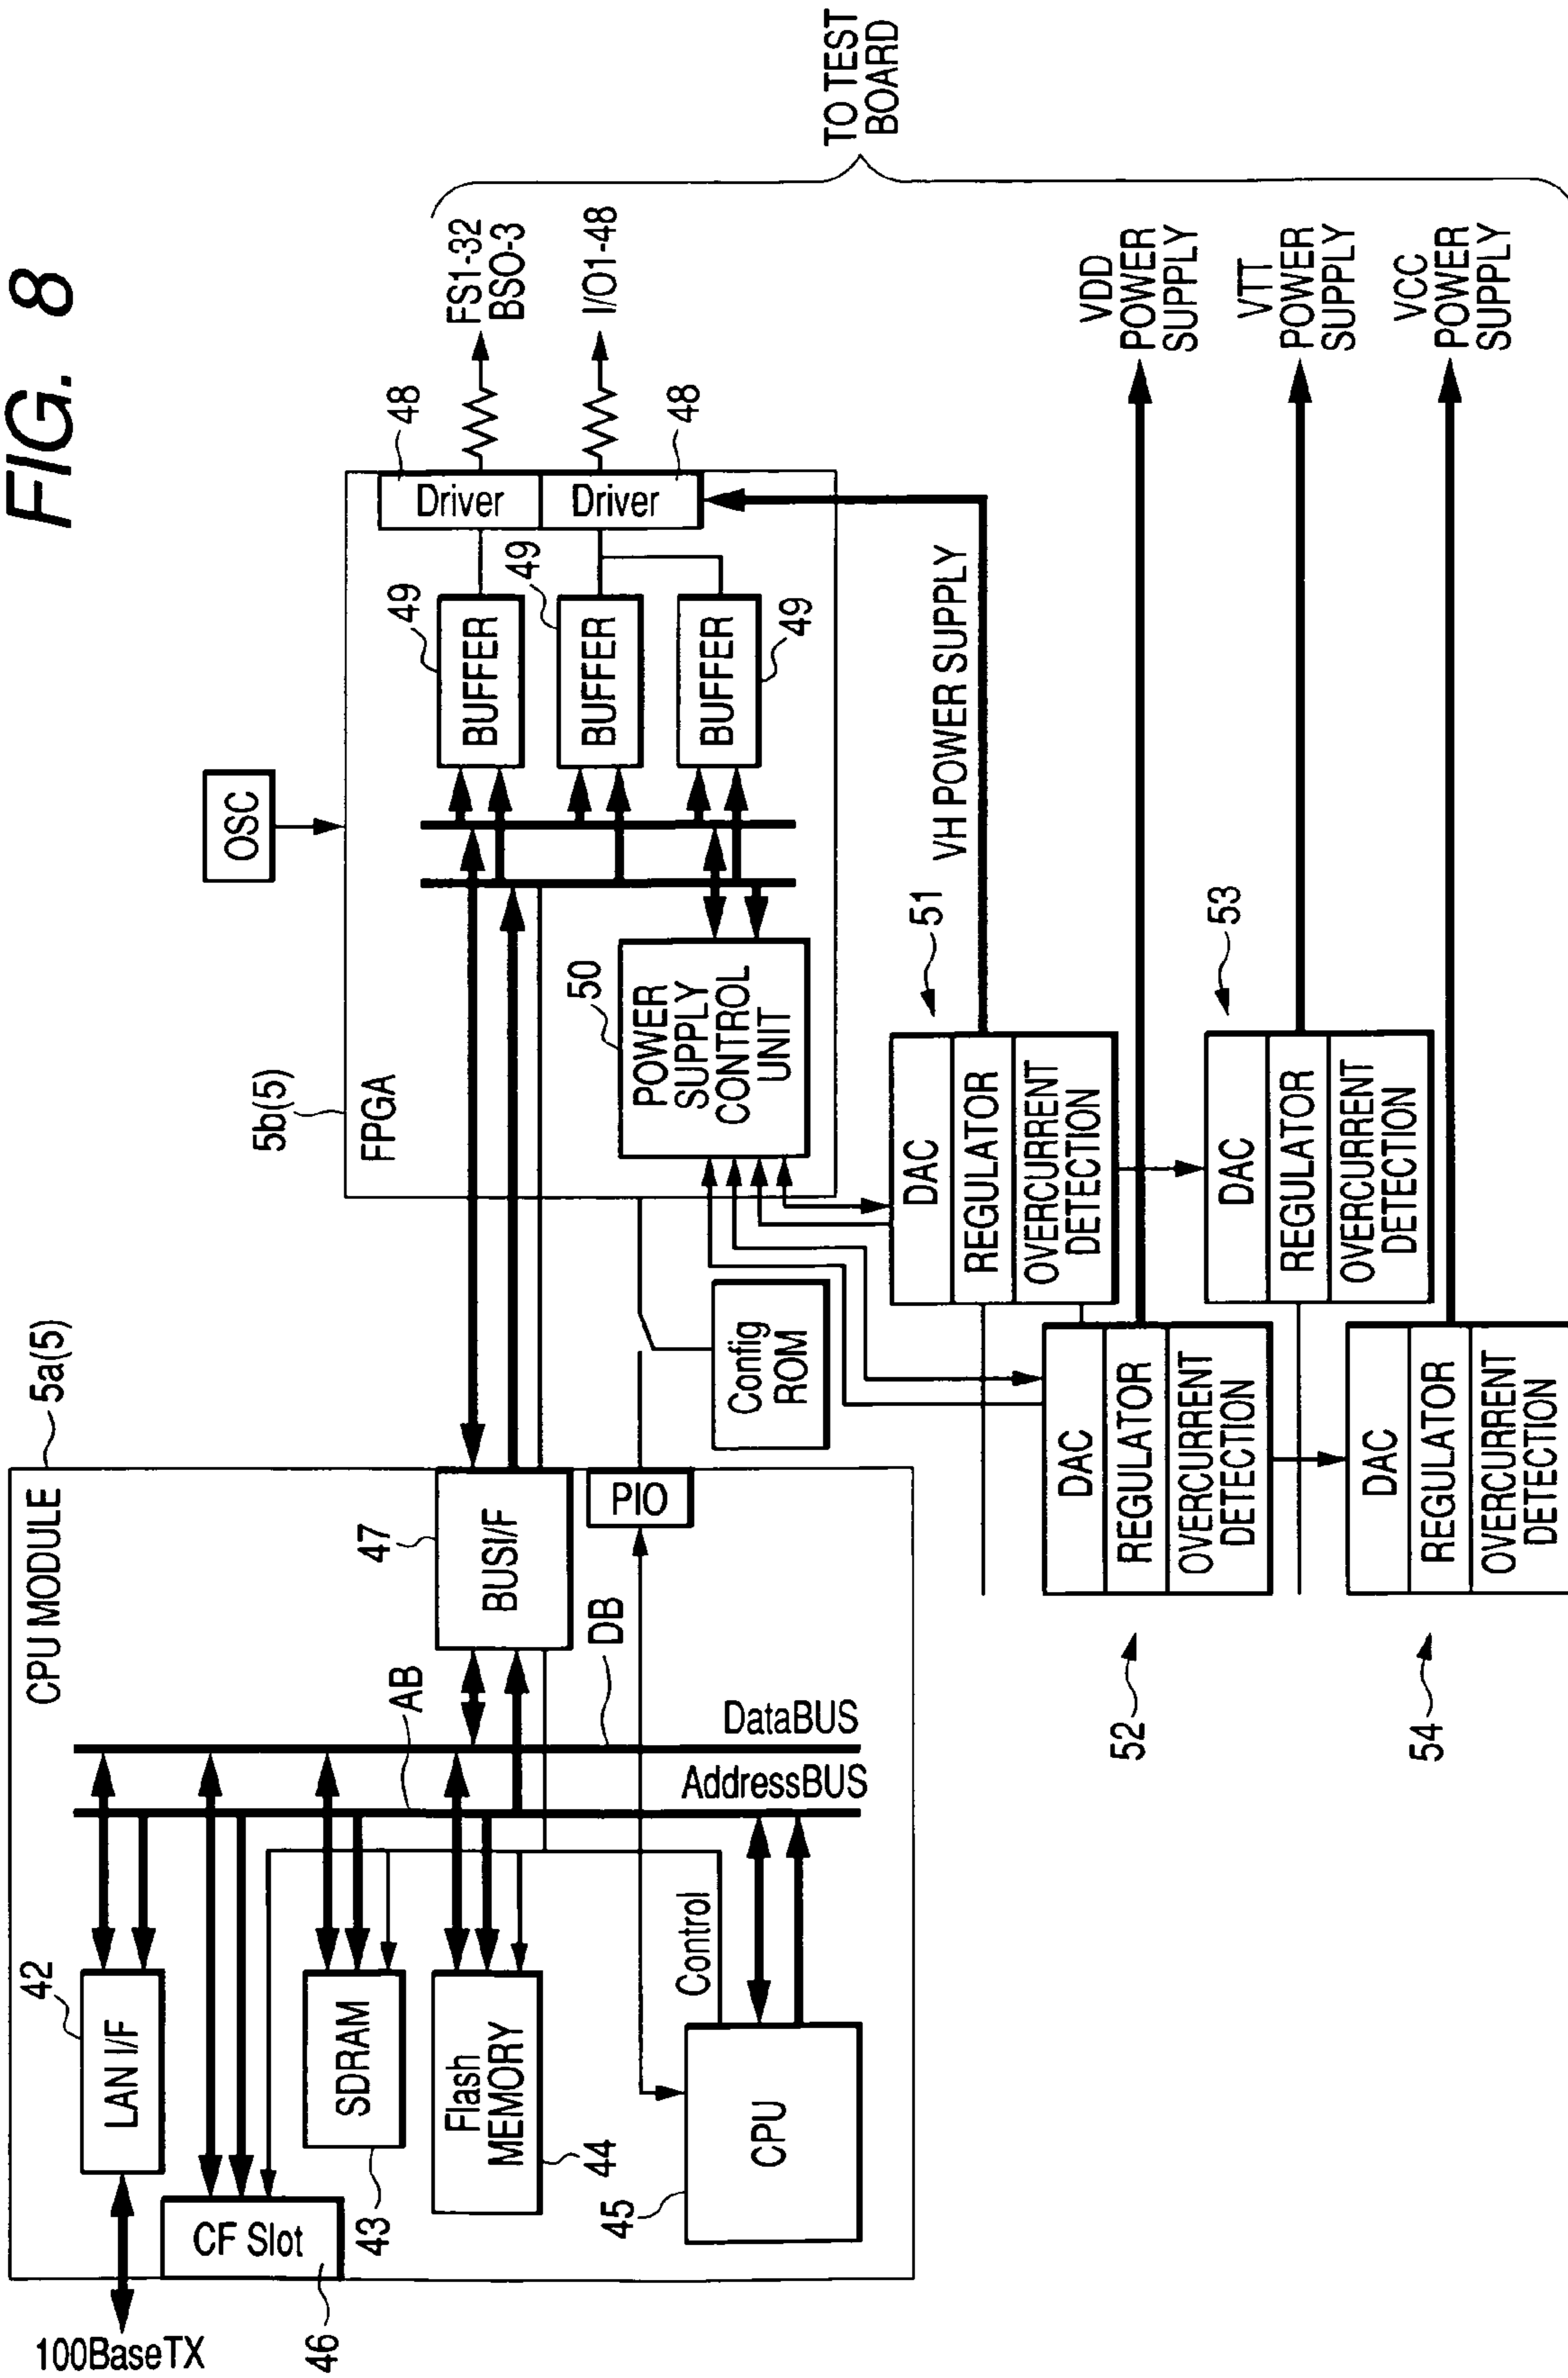 FIG. 8
CPU MODULE
5a(5)
100BaseTX
LAN I/F
42
CF Slot
46
SDRAM
43
Flash
MEMORY
44
CPU
45
Control
AB
DataBUS
AddressBUS
DB
47
BUSI/F
PIO
Config
ROM
OSC
5b(5)
FPGA
50
POWER
SUPPLY
CONTROL
UNIT
49
BUFFER
49
BUFFER
BUFFER
49
48
Driver
Driver
48
FS1-32
BSO-3
I/O1-48
TO TEST
BOARD
VH POWER SUPPLY
51
DAC
REGULATOR
OVERCURRENT
DETECTION
52
DAC
REGULATOR
OVERCURRENT
DETECTION
53
DAC
REGULATOR
OVERCURRENT
DETECTION
54
DAC
REGULATOR
OVERCURRENT
DETECTION
VDD
POWER
SUPPLY
VTT
POWER
SUPPLY
VCC
POWER
SUPPLY